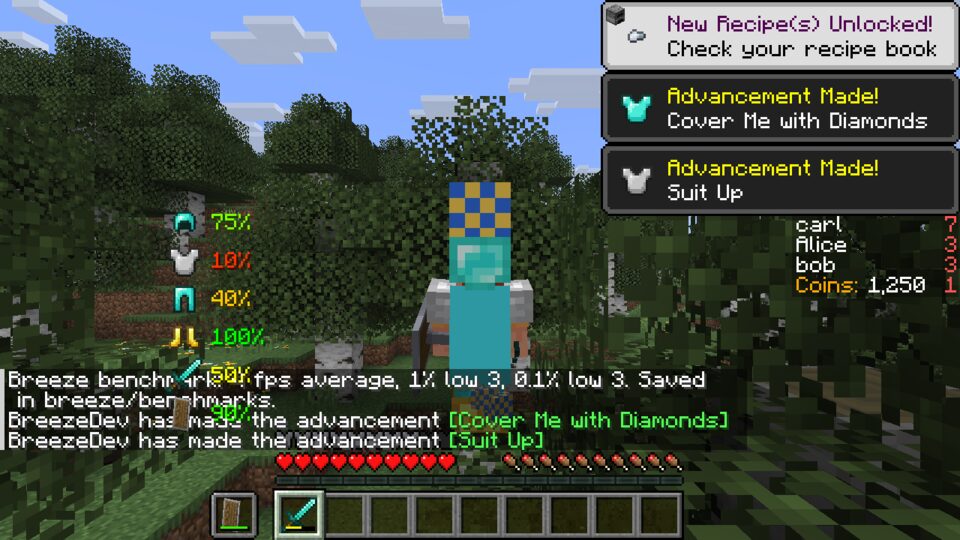 New Recipe(s) Unlocked!
Check your recipe book
Advancement Made!
Cover Me with Diamonds
Advancement Made!
Suit Up
carl 7
Alice 3
bob 3
Coins: 1,250 1
75%
10%
40%
100%
50%
90%
Breeze fps average, 1% low 3, 0.1% low 3. Saved
in breeze/benchmarks.
BreezeDev has made the advancement [Cover Me with Diamonds]
BreezeDev has made the advancement [Suit Up]